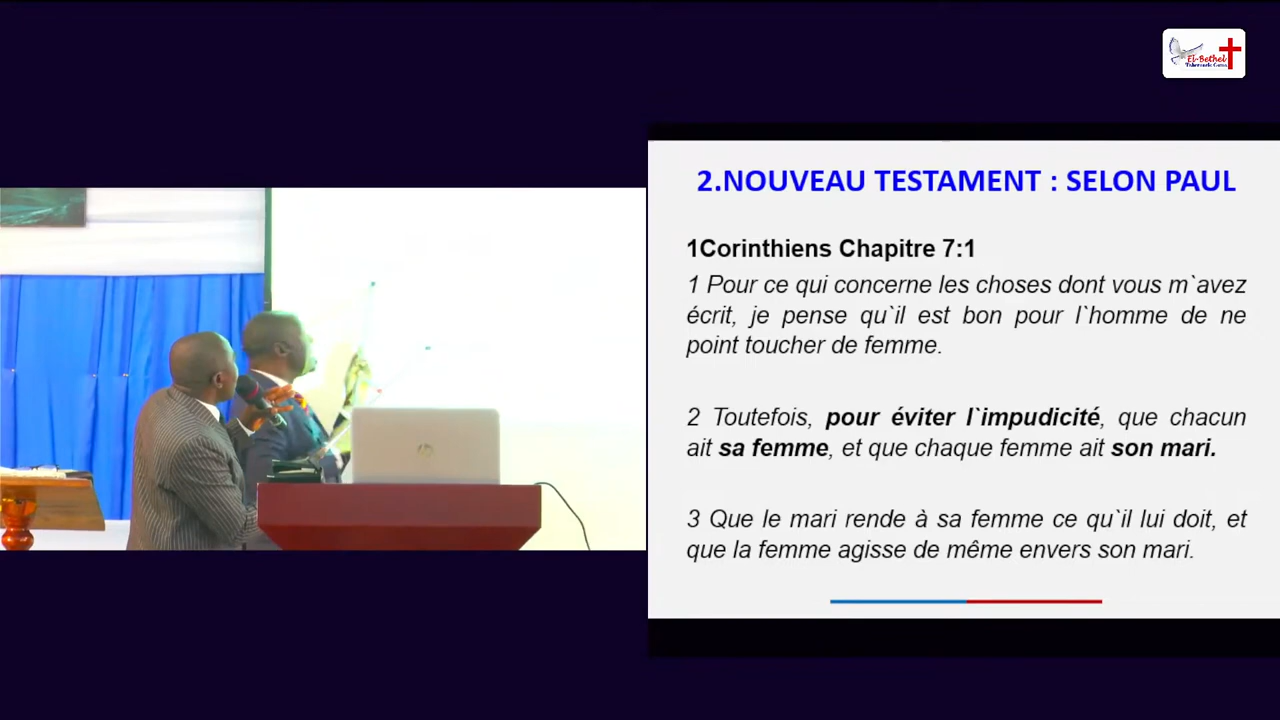 El-Bethel
2.NOUVEAU TESTAMENT : SELON PAUL
1Corinthiens Chapitre 7:1
1 Pour ce qui concerne les choses dont vous m`avez
écrit, je pense qu`il est bon pour l`homme de ne
point toucher de femme.
2 Toutefois, pour éviter l`impudicité, que chacun
ait sa femme, et que chaque femme ait son mari.
3 Que le mari rende à sa femme ce qu`il lui doit, et
que la femme agisse de même envers son mari.
hp